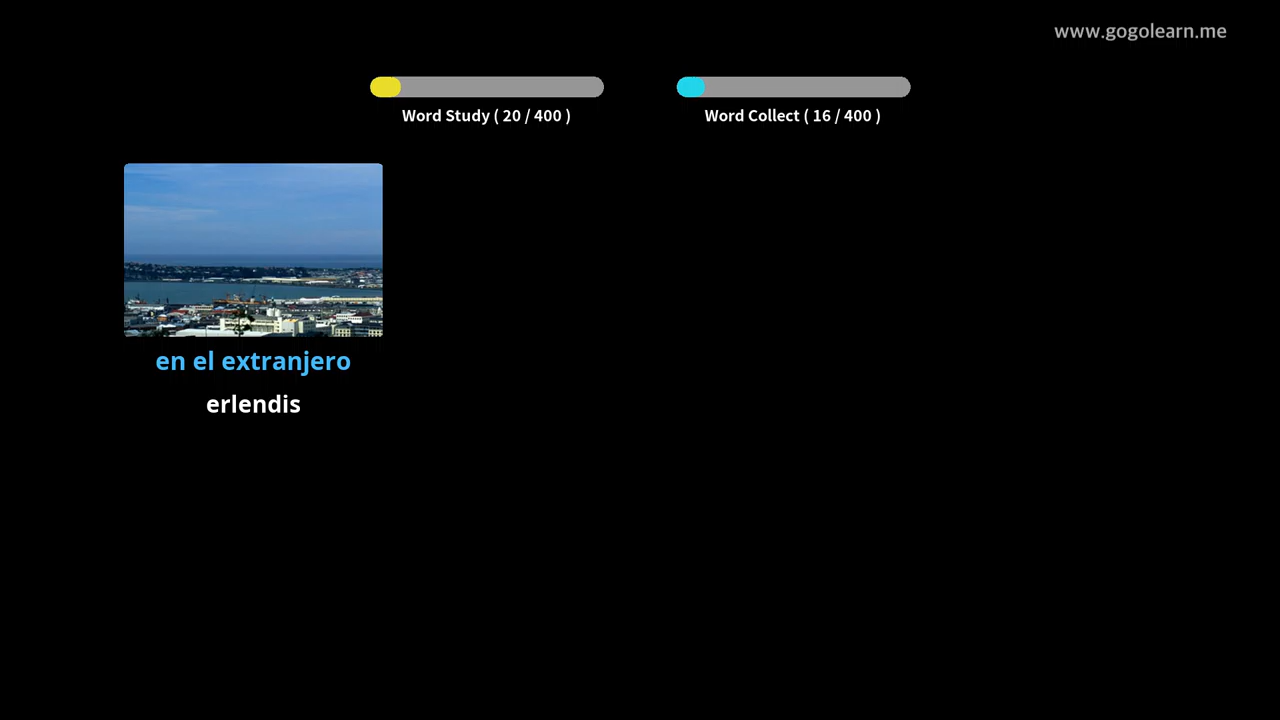 www.gogolearn.me
Word Study ( 20 / 400 )
Word Collect ( 16 / 400 )
en el extranjero
erlendis